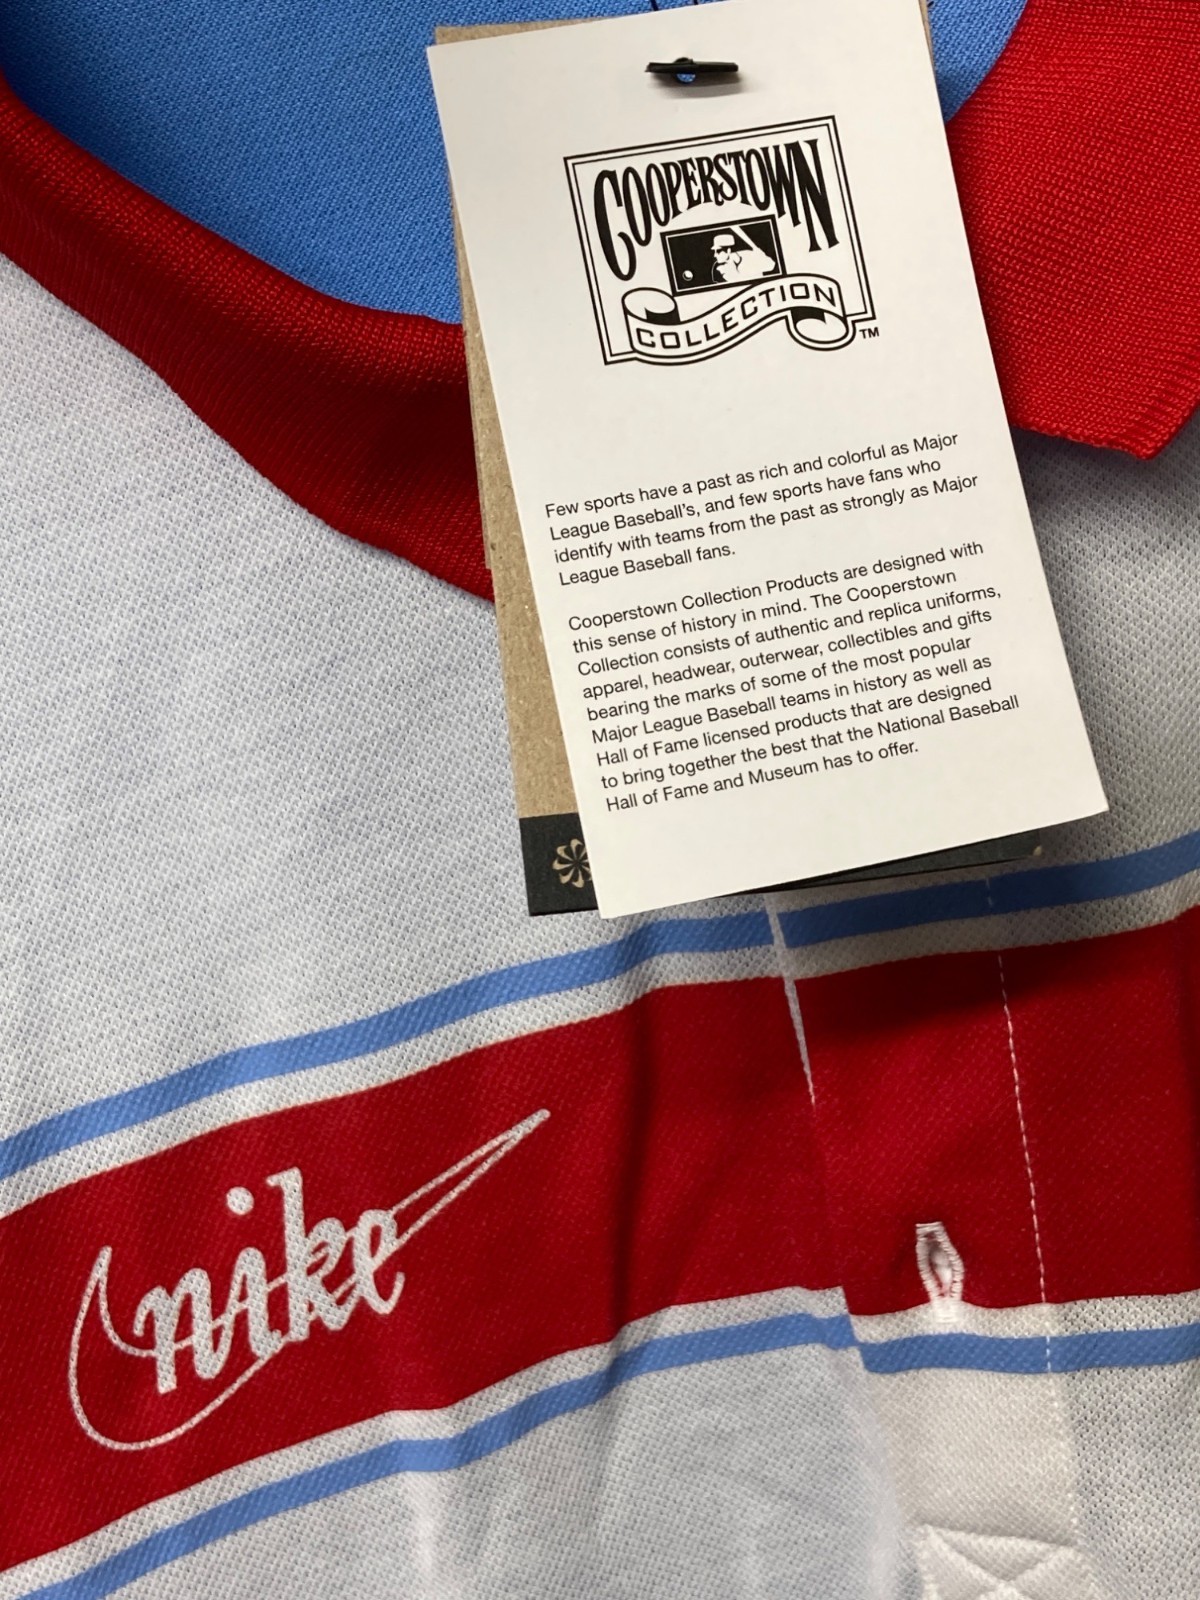 COOPERSTOWN
COLLECTION
TM
Few sports have a past as rich and colorful as Major
League Baseball's, and few sports have fans who
identify with teams from the past as strongly as Major
League Baseball fans.
Cooperstown Collection Products are designed with
this sense of history in mind. The Cooperstown
Collection consists of authentic and replica uniforms,
apparel, headwear, outerwear, collectibles and gifts
bearing the marks of some of the most popular
Major League Baseball teams in history as well as
Hall of Fame licensed products that are designed
to bring together the best that the National Baseball
Hall of Fame and Museum has to offer.
nike